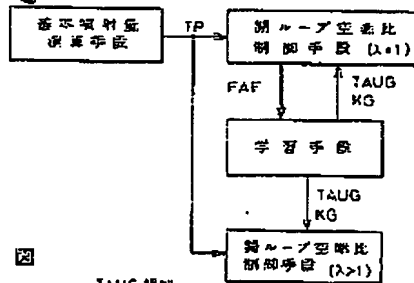 基本噴射量
演算手段
TP
閉ループ空燃比
制御手段 (λ=1)
FAF
TAUG
KG
学習手段
TAUG
KG
開ループ空燃比
制御手段 (λ>1)
図
TAUG